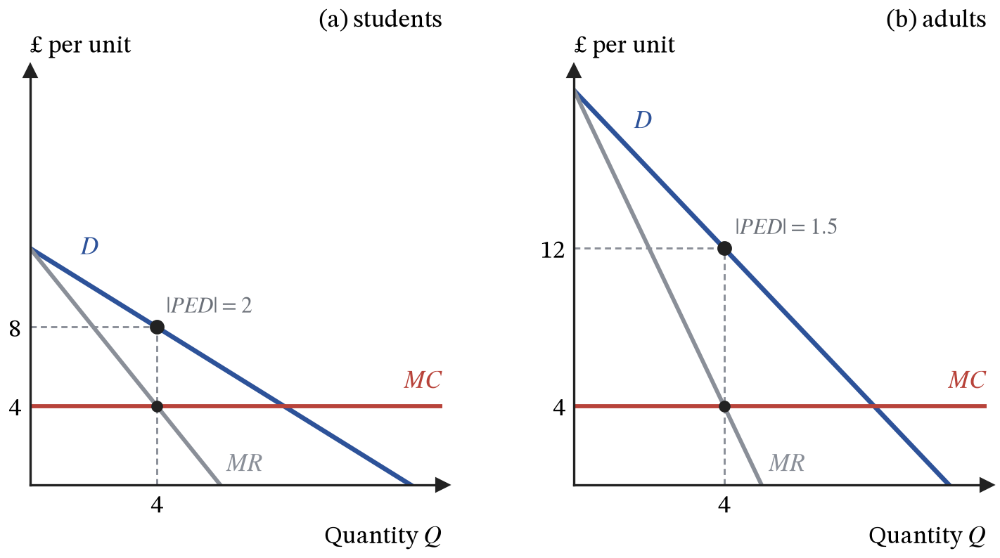 (a) students
£ per unit
D
|PED| = 2
8
MC
4
MR
4
Quantity Q
(b) adults
£ per unit
D
|PED| = 1.5
12
MC
4
MR
4
Quantity Q